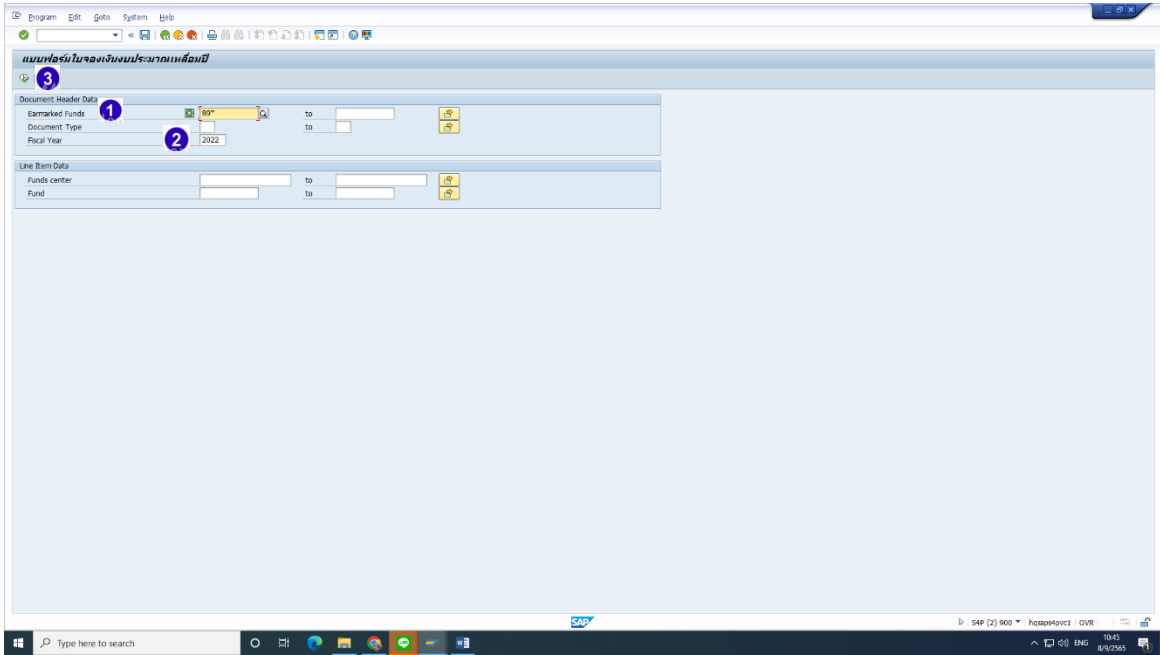 Program Edit Goto System Help
แบบฟอร์มใบจองเงินงบประมาณเหลื่อมปี
3
Document Header Data
1
Earmarked Funds 89* to
Document Type to
2
Fiscal Year 2022
Line Item Data
Funds center to
Fund to
SAP
S4P (2) 900 hqsaps4pvc1 OVR
Type here to search
ENG
10:45
8/9/2565